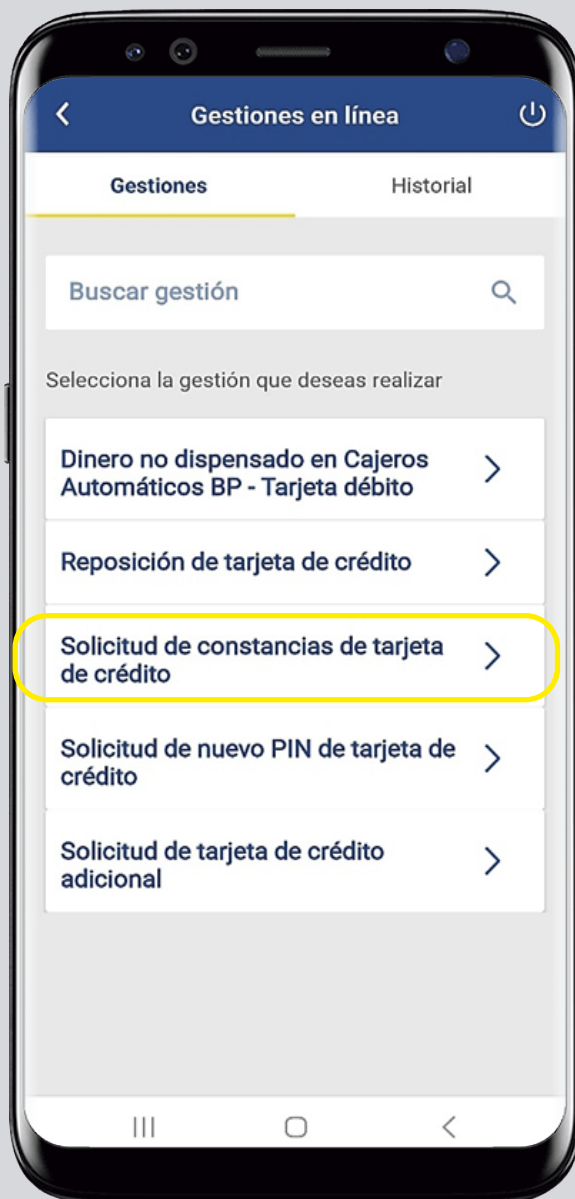 Gestiones en línea
Gestiones
Historial
Buscar gestión
Selecciona la gestión que deseas realizar
Dinero no dispensado en Cajeros
Automáticos BP - Tarjeta débito
Reposición de tarjeta de crédito
Solicitud de constancias de tarjeta
de crédito
Solicitud de nuevo PIN de tarjeta de
crédito
Solicitud de tarjeta de crédito
adicional